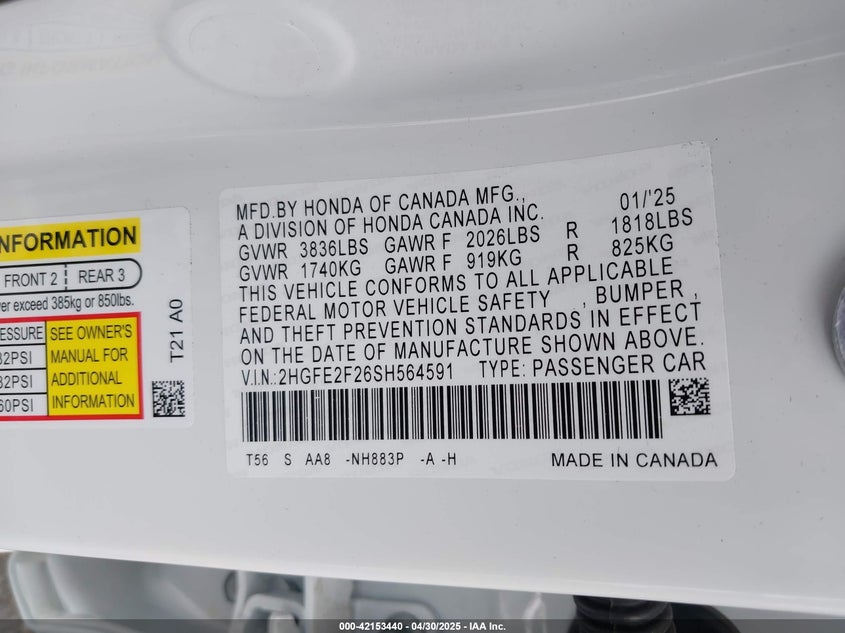 INFORMATION
FRONT 2 REAR 3
ver exceed 385kg or 850lbs.
ESSURE SEE OWNER'S
32PSI MANUAL FOR
32PSI ADDITIONAL
60PSI INFORMATION
T21 A0
MFD.BY HONDA OF CANADA MFG., 01/'25
A DIVISION OF HONDA CANADA INC.
GVWR 3836LBS GAWR F 2026LBS R 1818LBS
GVWR 1740KG GAWR F 919KG R 825KG
THIS VEHICLE CONFORMS TO ALL APPLICABLE
FEDERAL MOTOR VEHICLE SAFETY , BUMPER ,
AND THEFT PREVENTION STANDARDS IN EFFECT
ON THE DATE OF MANUFACTURE SHOWN ABOVE.
V.I.N.:2HGFE2F26SH564591 TYPE: PASSENGER CAR
T56 S AA8 -NH883P -A -H MADE IN CANADA
000-42153440 - 04/30/2025 - IAA Inc.